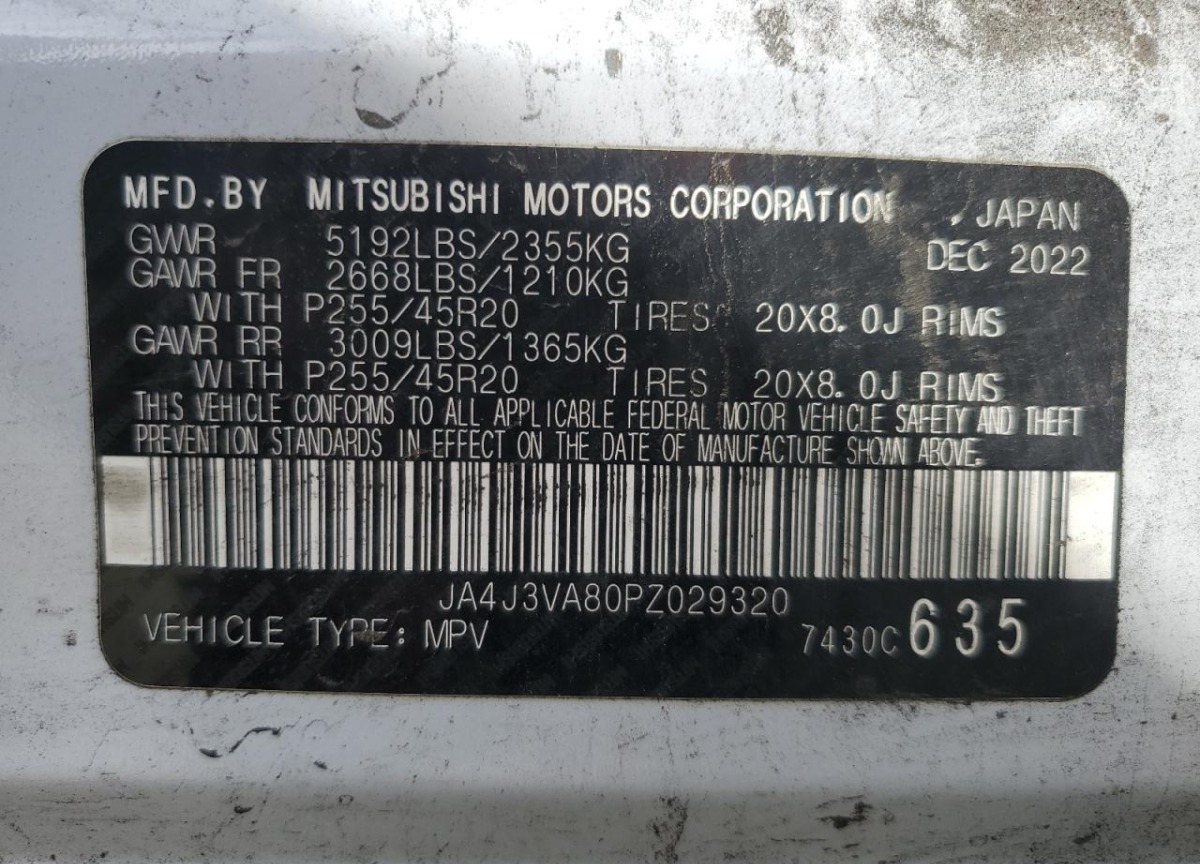 MFD.BY MITSUBISHI MOTORS CORPORATION , JAPAN
GVWR 5192LBS/2355KG DEC 2022
GAWR FR 2668LBS/1210KG
WITH P255/45R20 TIRES 20X8.0J RIMS
GAWR RR 3009LBS/1365KG
WITH P255/45R20 TIRES 20X8.0J RIMS
THIS VEHICLE CONFORMS TO ALL APPLICABLE FEDERAL MOTOR VEHICLE SAFETY AND THEFT
PREVENTION STANDARDS IN EFFECT ON THE DATE OF MANUFACTURE SHOWN ABOVE.
JA4J3VA80PZ029320
VEHICLE TYPE: MPV 7430C 635